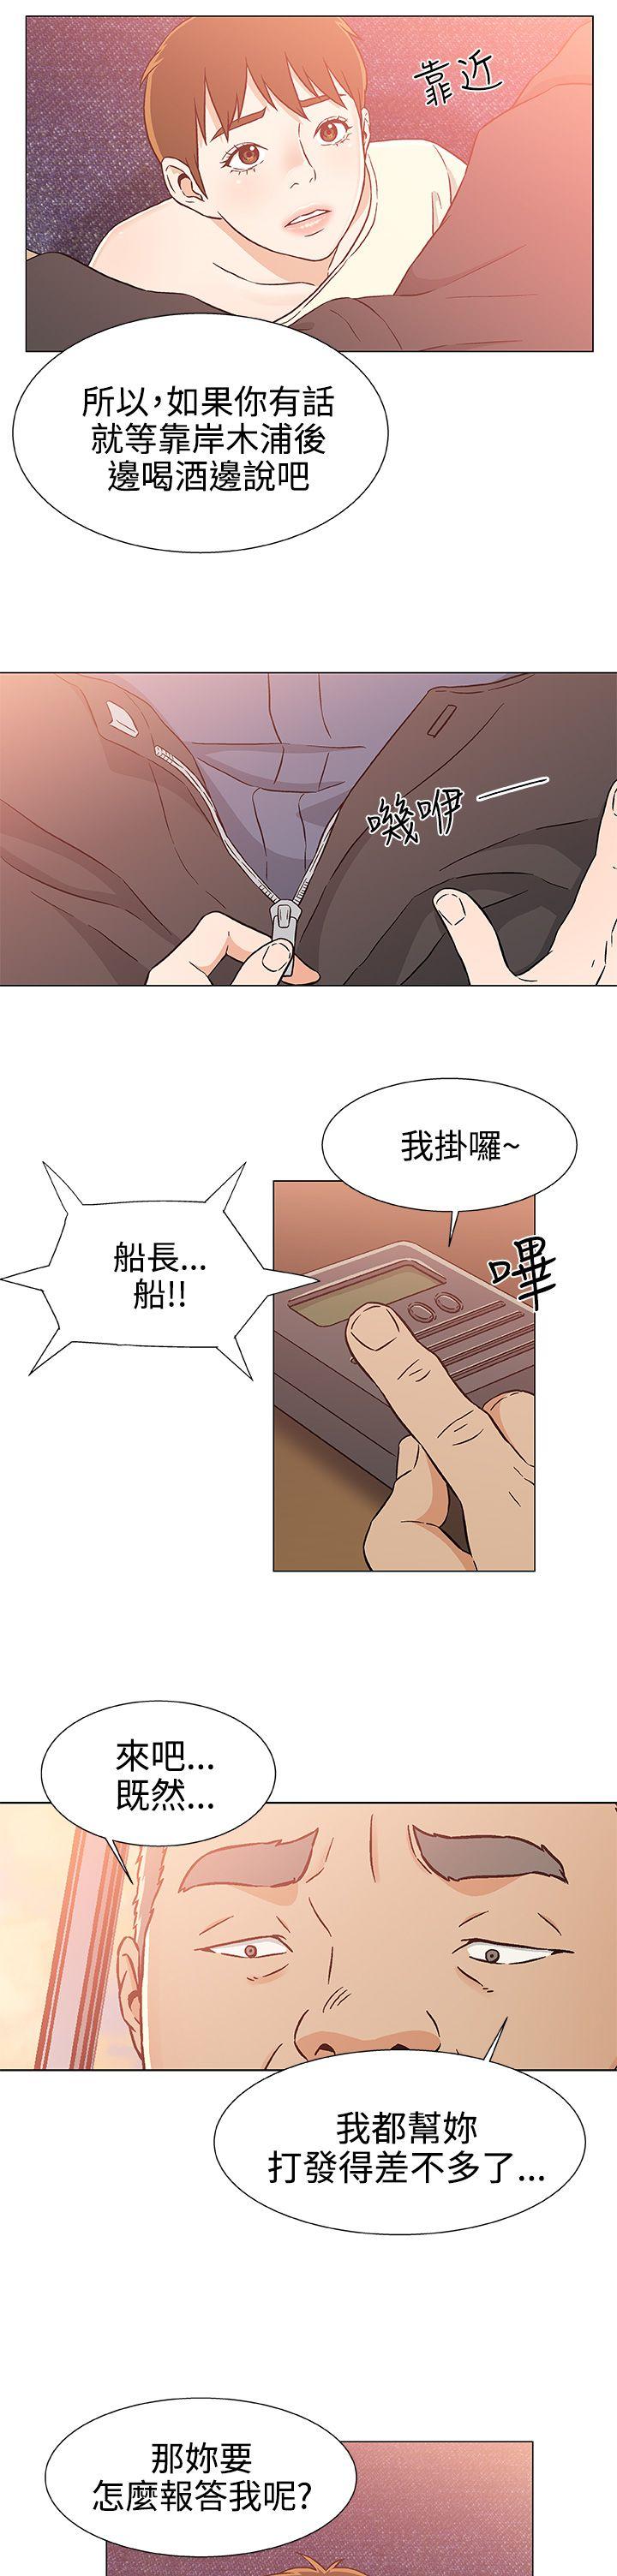 靠近
所以,如果你有話
就等靠岸木浦後
邊喝酒邊說吧
嘰咿——
我掛囉~
船長...
船!!
嗶
來吧...
既然...
我都幫妳
打發得差不多了...
那妳要
怎麼報答我呢?